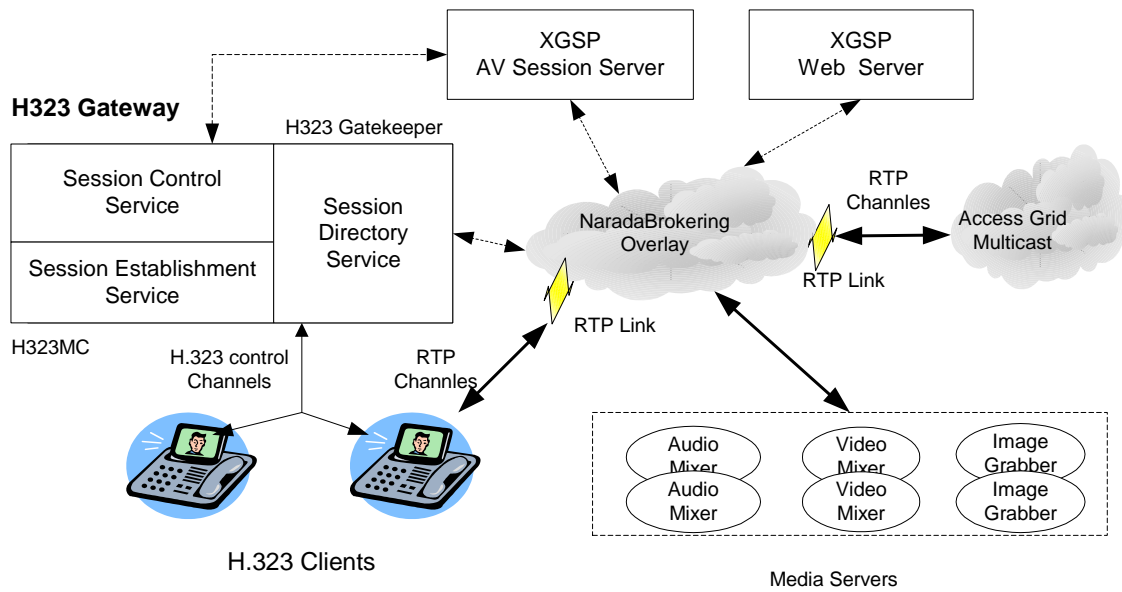 XGSP
AV Session Server
XGSP
Web Server
H323 Gateway
H323 Gatekeeper
Session Control
Service
Session
Directory
Service
Session Establishment
Service
H323MC
NaradaBrokering
Overlay
RTP
Channles
Access Grid
Multicast
RTP Link
RTP Link
H.323 control
Channels
RTP
Channles
Audio
Mixer
Video
Mixer
Image
Grabber
Audio
Mixer
Video
Mixer
Image
Grabber
H.323 Clients
Media Servers